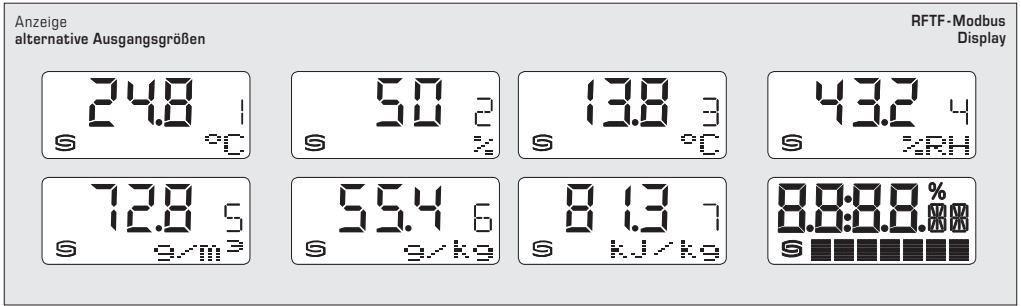 Anzeige
alternative Ausgangsgrößen
RFTF-Modbus
Display
24.8 1
°C
50 2
%
13.8 3
°C
43.2 4
%RH
72.8 5
g/m³
55.4 6
g/kg
81.3 7
kJ/kg
8.8:8.8.%